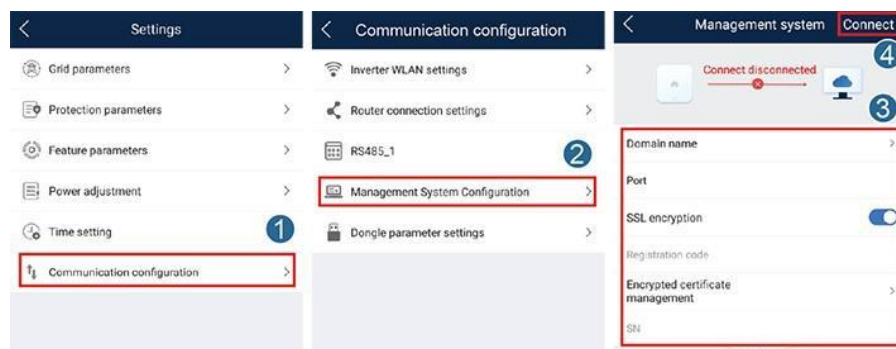 Settings
Grid parameters
Protection parameters
Feature parameters
Power adjustment
Time setting
1
Communication configuration
Communication configuration
Inverter WLAN settings
Router connection settings
RS485_1
2
Management System Configuration
Dongle parameter settings
Management system
Connect
4
Connect disconnected
3
Domain name
Port
SSL encryption
Registration code
Encrypted certificate
management
SN